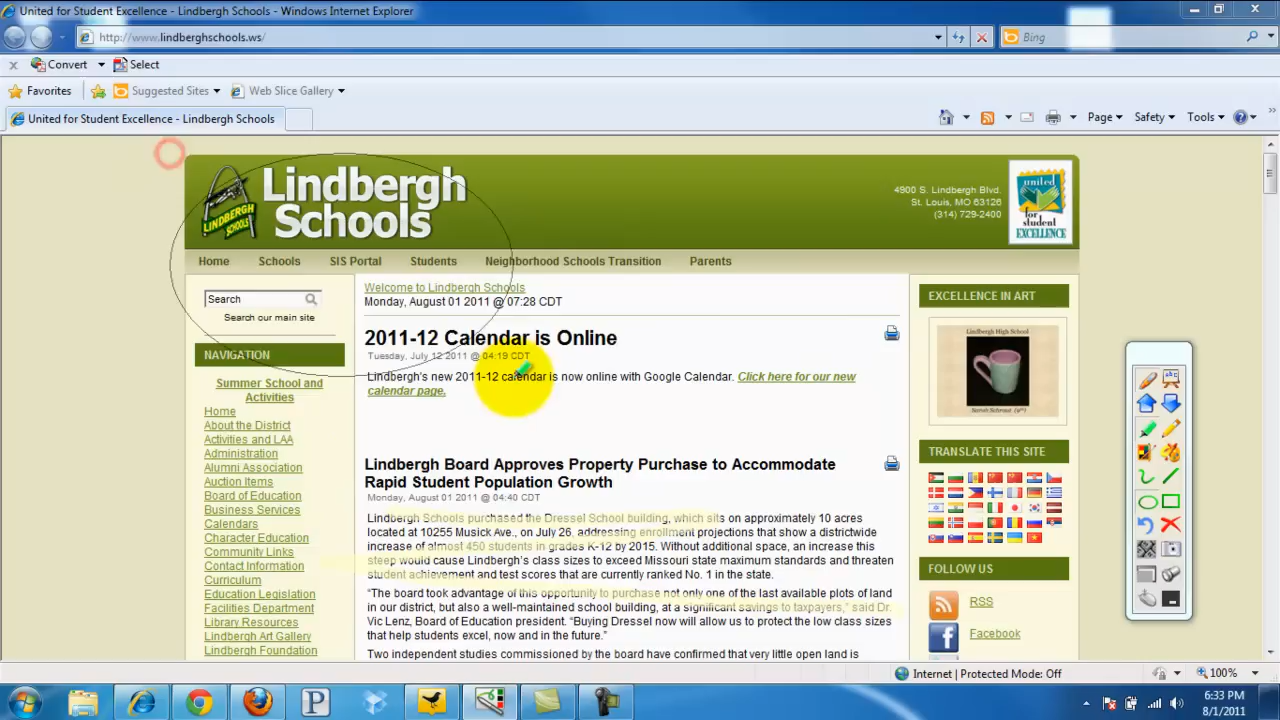 United for Student Excellence - Lindbergh Schools - Windows Internet Explorer
http://www.lindberghschools.ws/
Bing
Convert
Select
Favorites
Suggested Sites
Web Slice Gallery
United for Student Excellence - Lindbergh Schools
Page
Safety
Tools
LINDBERGH SCHOOLS
Lindbergh
Schools
4900 S. Lindbergh Blvd.
St. Louis, MO 63126
(314) 729-2400
united
for
student
EXCELLENCE
Home
Schools
SIS Portal
Students
Neighborhood Schools Transition
Parents
Search
Search our main site
NAVIGATION
Summer School and
Activities
Home
About the District
Activities and LAA
Administration
Alumni Association
Auction Items
Board of Education
Business Services
Calendars
Character Education
Community Links
Contact Information
Curriculum
Education Legislation
Facilities Department
Library Resources
Lindbergh Art Gallery
Lindbergh Foundation
Welcome to Lindbergh Schools
Monday, August 01 2011 @ 07:28 CDT
2011-12 Calendar is Online
Tuesday, July 12 2011 @ 04:19 CDT
Lindbergh's new 2011-12 calendar is now online with Google Calendar. Click here for our new
calendar page.
Lindbergh Board Approves Property Purchase to Accommodate
Rapid Student Population Growth
Monday, August 01 2011 @ 04:40 CDT
Lindbergh Schools purchased the Dressel School building, which sits on approximately 10 acres
located at 10255 Musick Ave., on July 26, addressing enrollment projections that show a districtwide
increase of almost 450 students in grades K-12 by 2015. Without additional space, an increase this
steep would cause Lindbergh's class sizes to exceed Missouri state maximum standards and threaten
student achievement and test scores that are currently ranked No. 1 in the state.
“The board took advantage of this opportunity to purchase not only one of the last available plots of land
in our district, but also a well-maintained school building, at a significant savings to taxpayers,” said Dr.
Vic Lenz, Board of Education president. “Buying Dressel now will allow us to protect the low class sizes
that help students excel, now and in the future.”
Two independent studies commissioned by the board have confirmed that very little open land is
EXCELLENCE IN ART
Lindbergh High School
TRANSLATE THIS SITE
FOLLOW US
RSS
Facebook
Internet | Protected Mode: Off
100%
6:33 PM
8/1/2011